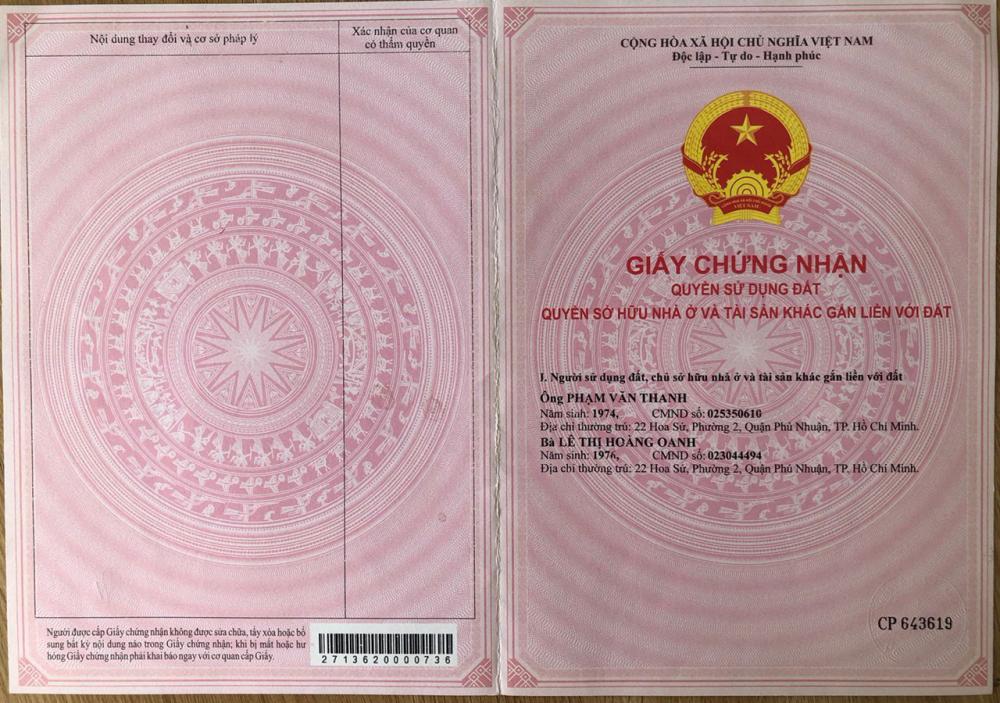 Nội dung thay đổi và cơ sở pháp lý
Xác nhận của cơ quan
có thẩm quyền
Người được cấp Giấy chứng nhận không được sửa chữa, tẩy xóa hoặc bổ
sung bất kỳ nội dung nào trong Giấy chứng nhận; khi bị mất hoặc hư
hỏng Giấy chứng nhận phải khai báo ngay với cơ quan cấp Giấy.
2713620000736
CỘNG HÒA XÃ HỘI CHỦ NGHĨA VIỆT NAM
Độc lập - Tự do - Hạnh phúc
CỘNG HÒA XÃ HỘI CHỦ NGHĨA
VIỆT NAM
GIẤY CHỨNG NHẬN
QUYỀN SỬ DỤNG ĐẤT
QUYỀN SỞ HỮU NHÀ Ở VÀ TÀI SẢN KHÁC GẮN LIỀN VỚI ĐẤT
I. Người sử dụng đất, chủ sở hữu nhà ở và tài sản khác gắn liền với đất
Ông PHẠM VĂN THANH
Năm sinh: 1974, CMND số: 025350610
Địa chỉ thường trú: 22 Hoa Sứ, Phường 2, Quận Phú Nhuận, TP. Hồ Chí Minh.
Bà LÊ THỊ HOÀNG OANH
Năm sinh: 1976, CMND số: 023044494
Địa chỉ thường trú: 22 Hoa Sứ, Phường 2, Quận Phú Nhuận, TP. Hồ Chí Minh.
CP 643619